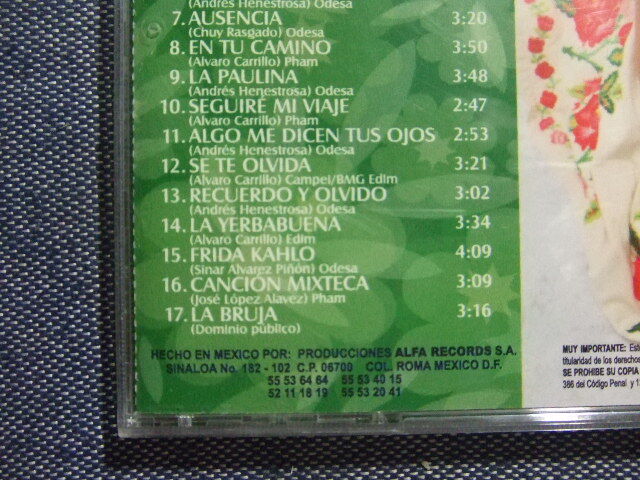 (Andrés Henestrosa) Odesa
7. AUSENCIA 3:20
(Chuy Rasgado) Odesa
8. EN TU CAMINO 3:50
(Alvaro Carrillo) Pham
9. LA PAULINA 3:48
(Andrés Henestrosa) Odesa
10. SEGUIRÉ MI VIAJE 2:47
(Alvaro Carrillo) Pham
11. ALGO ME DICEN TUS OJOS 2:53
(Andrés Henestrosa) Odesa
12. SE TE OLVIDA 3:21
(Alvaro Carrillo) Campei/BMG Edim
13. RECUERDO Y OLVIDO 3:02
(Andrés Henestrosa) Odesa
14. LA YERBABUENA 3:34
(Alvaro Carrillo) Edim
15. FRIDA KAHLO 4:09
(Sinar Alvarez Piñón) Odesa
16. CANCIÓN MIXTECA 3:09
(José López Alavez) Pham
17. LA BRUJA 3:16
(Dominio público)
HECHO EN MEXICO POR: PRODUCCIONES ALFA RECORDS S.A.
SINALOA No. 182 - 102 C.P. 06700 COL. ROMA MEXICO D.F.
55 53 64 64 55 53 40 15
52 11 18 19 55 53 20 41
MUY IMPORTANTE: Est
titularidad de los derechos
SE PROHIBE SU COPIA
386 del Código Penal y 1